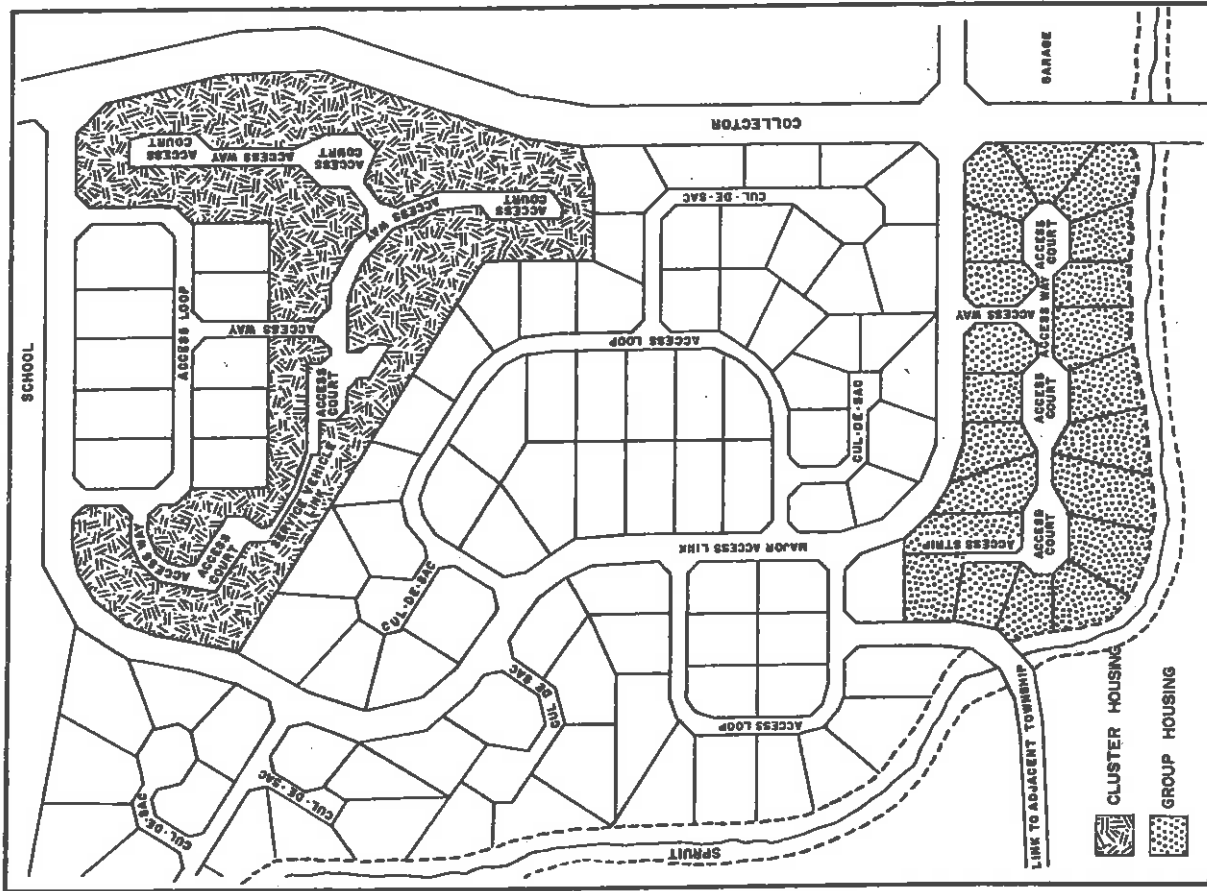 SCHOOL
ACCESS
COURT
ACCESS WAY
ACCESS
COURT
ACCESS
WAY
ACCESS
COURT
ACCESS LOOP
ACCESS WAY
ACCESS
COURT
SERVICE VEHICLE
LINK
ACCESS WAY
ACCESS
COURT
COLLECTOR
GARAGE
CUL-DE-SAC
ACCESS LOOP
CUL-DE-SAC
CUL-DE-SAC
MAJOR ACCESS LINK
ACCESS WAY
ACCESS
COURT
ACCESS WAY
ACCESS
COURT
ACCESS
COURT
ACCESS STRIP
CUL DE SAC
ACCESS LOOP
CUL-DE-SAC
CUL-DE-SAC
SPRUIT
LINK TO ADJACENT TOWNSHIP
CLUSTER HOUSING
GROUP HOUSING